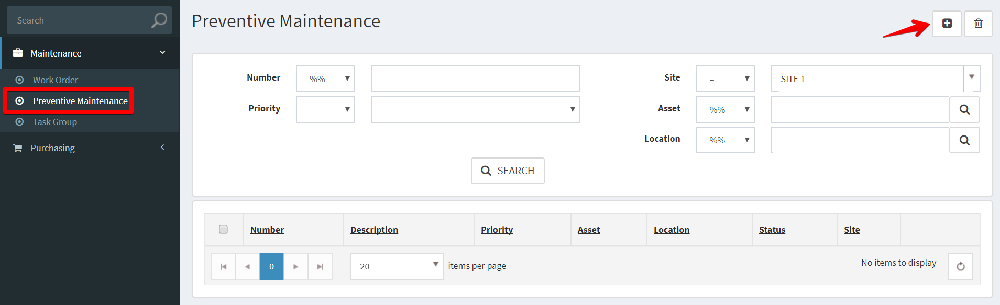 Search
Maintenance
Work Order
Preventive Maintenance
Task Group
Purchasing
Preventive Maintenance
Number %% Site = SITE 1
Priority = Asset %%
Location %%
SEARCH
Number Description Priority Asset Location Status Site
0 20 items per page No items to display